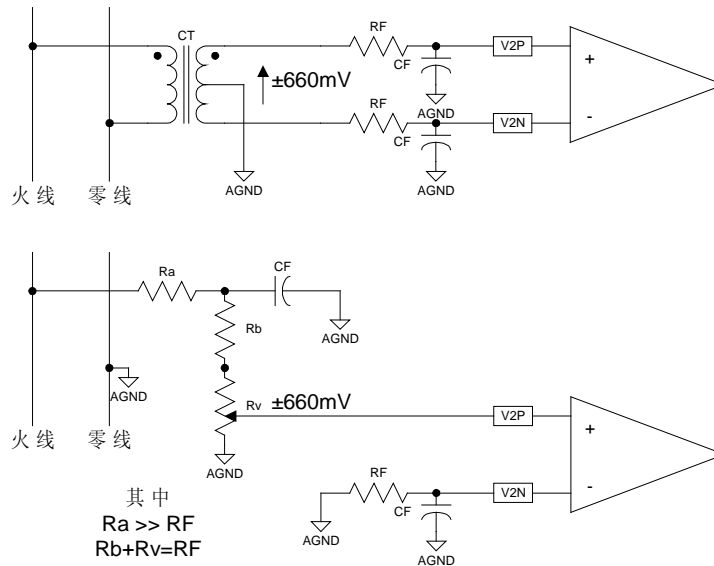 CT
RF
CF
V2P
+
AGND
±660mV
RF
CF
V2N
-
AGND
AGND
火线
零线
Ra
CF
AGND
Rb
AGND
Rv
±660mV
V2P
+
火线
零线
AGND
RF
CF
V2N
-
AGND
AGND
其中
Ra >> RF
Rb+Rv=RF